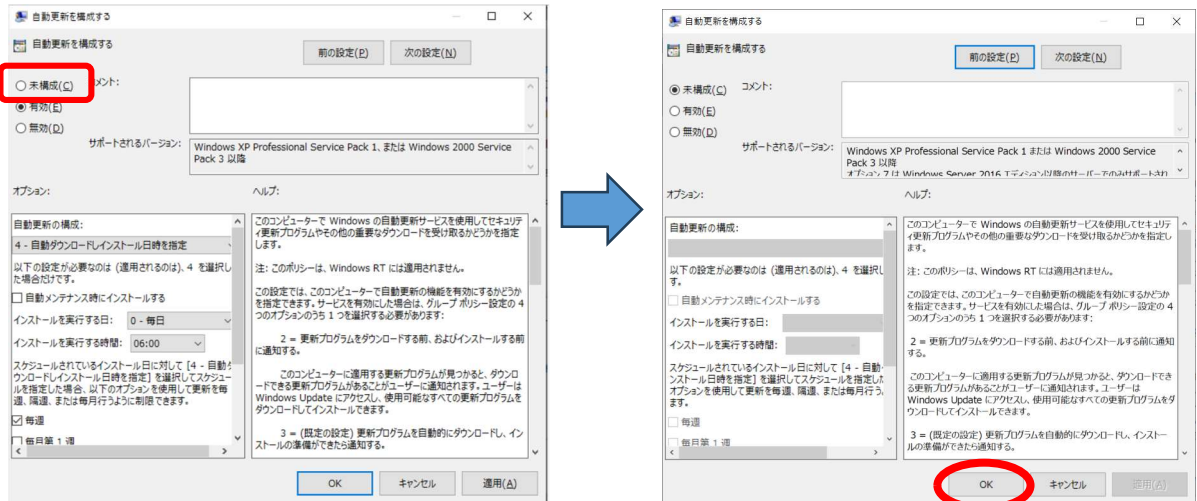 自動更新を構成する
自動更新を構成する
前の設定(P)
次の設定(N)
未構成(C)
コメント:
有効(E)
無効(D)
サポートされるバージョン:
Windows XP Professional Service Pack 1、または Windows 2000 Service
Pack 3 以降
オプション:
ヘルプ:
自動更新の構成:
4 - 自動ダウンロードしインストール日時を指定
以下の設定が必要なのは (適用されるのは)、4 を選択し
た場合だけです。
自動メンテナンス時にインストールする
インストールを実行する日:
0 - 毎日
インストールを実行する時間:
06:00
スケジュールされているインストール日に対して [4 - 自動ダ
ウンロードしインストール日時を指定] を選択してスケジュー
ルを指定した場合、以下のオプションを使用して更新を毎
週、隔週、または毎月行うように制限できます。
毎週
毎月第 1 週
このコンピューターで Windows の自動更新サービスを使用してセキュリテ
ィ更新プログラムやその他の重要なダウンロードを受け取るかどうかを指定
します。
注: このポリシーは、Windows RT には適用されません。
この設定では、このコンピューターで自動更新の機能を有効にするかどうか
を指定できます。サービスを有効にした場合は、グループ ポリシー設定の 4
つのオプションのうち 1 つを選択する必要があります:
2 = 更新プログラムをダウンロードする前、およびインストールする前
に通知する。
このコンピューターに適用する更新プログラムが見つかると、ダウンロ
ードできる更新プログラムがあることがユーザーに通知されます。ユーザーは
Windows Update にアクセスし、使用可能なすべての更新プログラムを
ダウンロードしてインストールできます。
3 = (既定の設定) 更新プログラムを自動的にダウンロードし、イン
ストールの準備ができたら通知する。
OK
キャンセル
適用(A)
自動更新を構成する
自動更新を構成する
前の設定(P)
次の設定(N)
未構成(C)
コメント:
有効(E)
無効(D)
サポートされるバージョン:
Windows XP Professional Service Pack 1 または Windows 2000 Service
Pack 3 以降
オプション 7 は Windows Server 2016 エディション以降のサーバーでのみサポートされ
オプション:
ヘルプ:
自動更新の構成:
以下の設定が必要なのは (適用されるのは)、4 を選択し
す。
自動メンテナンス時にインストールする
インストールを実行する日:
インストールを実行する時間:
スケジュールされているインストール日に対して [4 - 自動
ンストール日時を指定] を選択してスケジュールを指定した
オプションを使用して更新を毎週、隔週、または毎月行う
ます。
毎週
毎月第 1 週
このコンピューターで Windows の自動更新サービスを使用してセキュリテ
ィ更新プログラムやその他の重要なダウンロードを受け取るかどうかを指定し
ます。
注: このポリシーは、Windows RT には適用されません。
この設定では、このコンピューターで自動更新の機能を有効にするかどうか
を指定できます。サービスを有効にした場合は、グループ ポリシー設定の 4
つのオプションのうち 1 つを選択する必要があります:
2 = 更新プログラムをダウンロードする前、およびインストールする前に通知
する。
このコンピューターに適用する更新プログラムが見つかると、ダウンロードでき
る更新プログラムがあることがユーザーに通知されます。ユーザーは
Windows Update にアクセスし、使用可能なすべての更新プログラムをダ
ウンロードしてインストールできます。
3 = (既定の設定) 更新プログラムを自動的にダウンロードし、インストー
ルの準備ができたら通知する。
OK
キャンセル
適用(A)